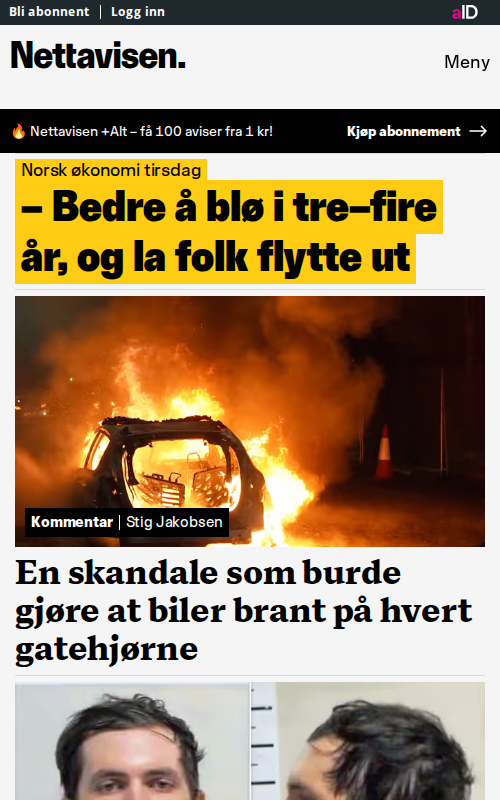 Bli abonnent | Logg inn
aID
Nettavisen.
Meny
🔥 Nettavisen +Alt – få 100 aviser fra 1 kr!
Kjøp abonnement →
Norsk økonomi tirsdag
– Bedre å blø i tre–fire
år, og la folk flytte ut
Kommentar | Stig Jakobsen
En skandale som burde
gjøre at biler brant på hvert
gatehjørne